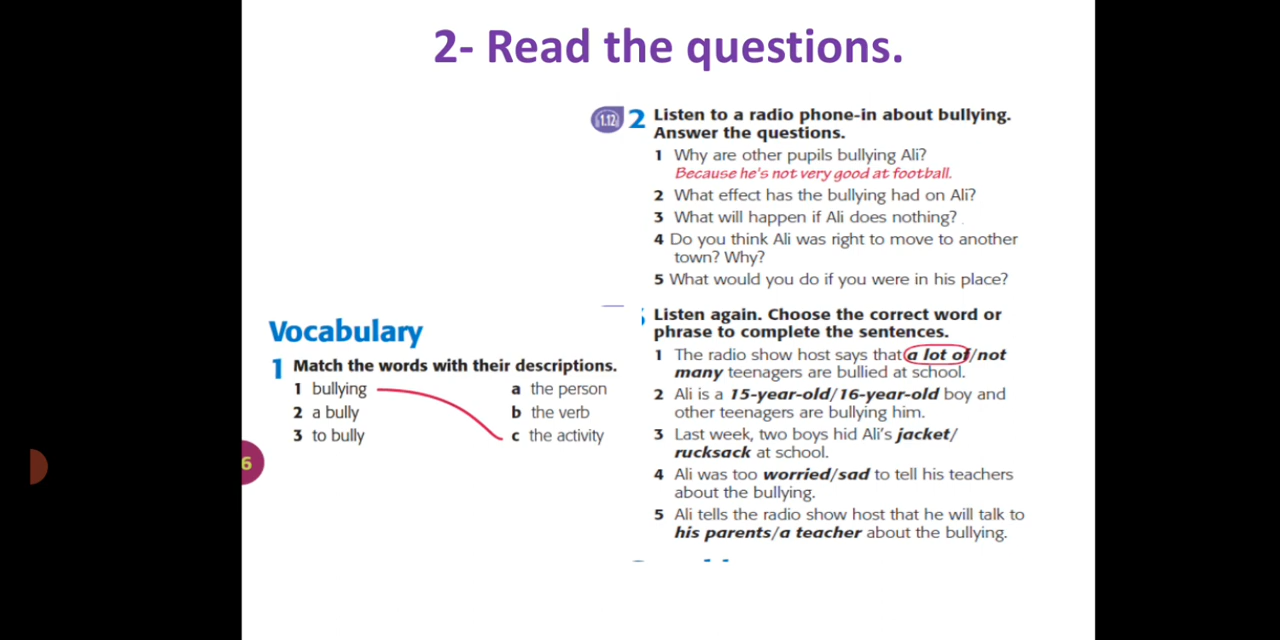 2- Read the questions.
1.12 2 Listen to a radio phone-in about bullying.
Answer the questions.
1 Why are other pupils bullying Ali?
Because he's not very good at football.
2 What effect has the bullying had on Ali?
3 What will happen if Ali does nothing?
4 Do you think Ali was right to move to another
town? Why?
5 What would you do if you were in his place?
Vocabulary
1 Match the words with their descriptions.
1 bullying a the person
2 a bully b the verb
3 to bully c the activity
6
Listen again. Choose the correct word or
phrase to complete the sentences.
1 The radio show host says that a lot of/not
many teenagers are bullied at school.
2 Ali is a 15-year-old/16-year-old boy and
other teenagers are bullying him.
3 Last week, two boys hid Ali's jacket/
rucksack at school.
4 Ali was too worried/sad to tell his teachers
about the bullying.
5 Ali tells the radio show host that he will talk to
his parents/a teacher about the bullying.